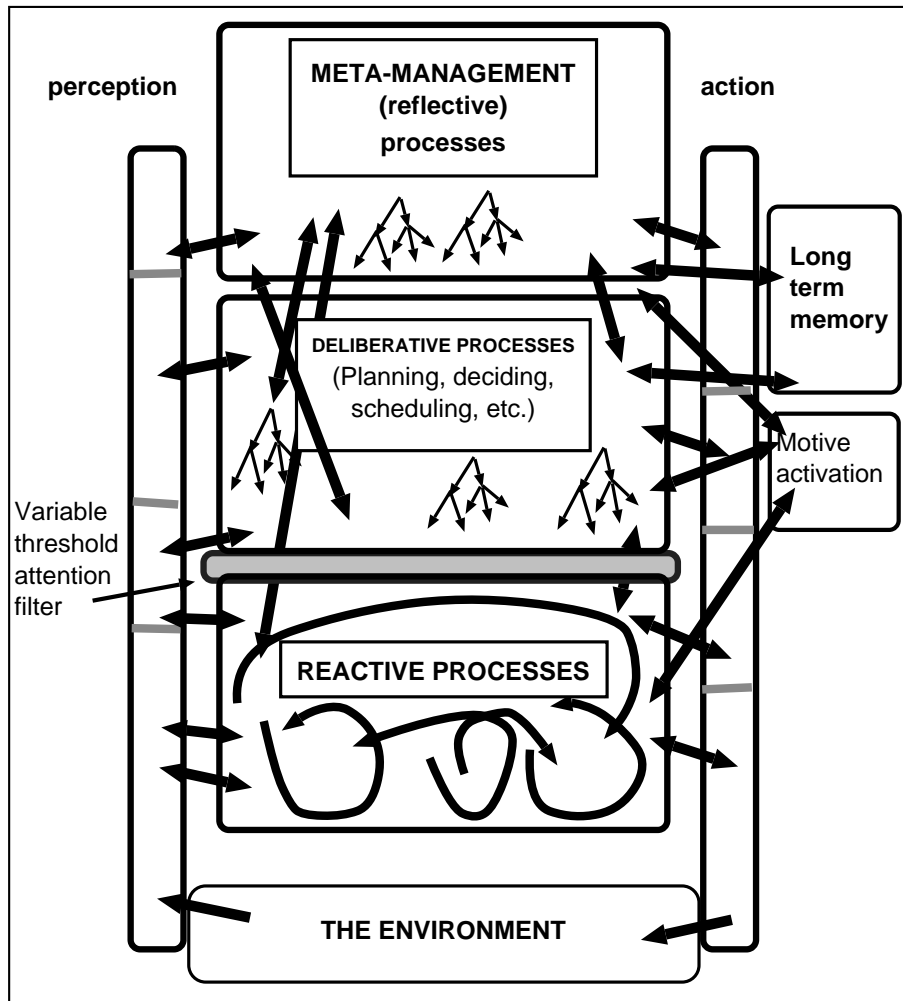 META-MANAGEMENT
(reflective)
processes
perception
action
Long
term
memory
DELIBERATIVE PROCESSES
(Planning, deciding,
scheduling, etc.)
Motive
activation
Variable
threshold
attention
filter
REACTIVE PROCESSES
THE ENVIRONMENT